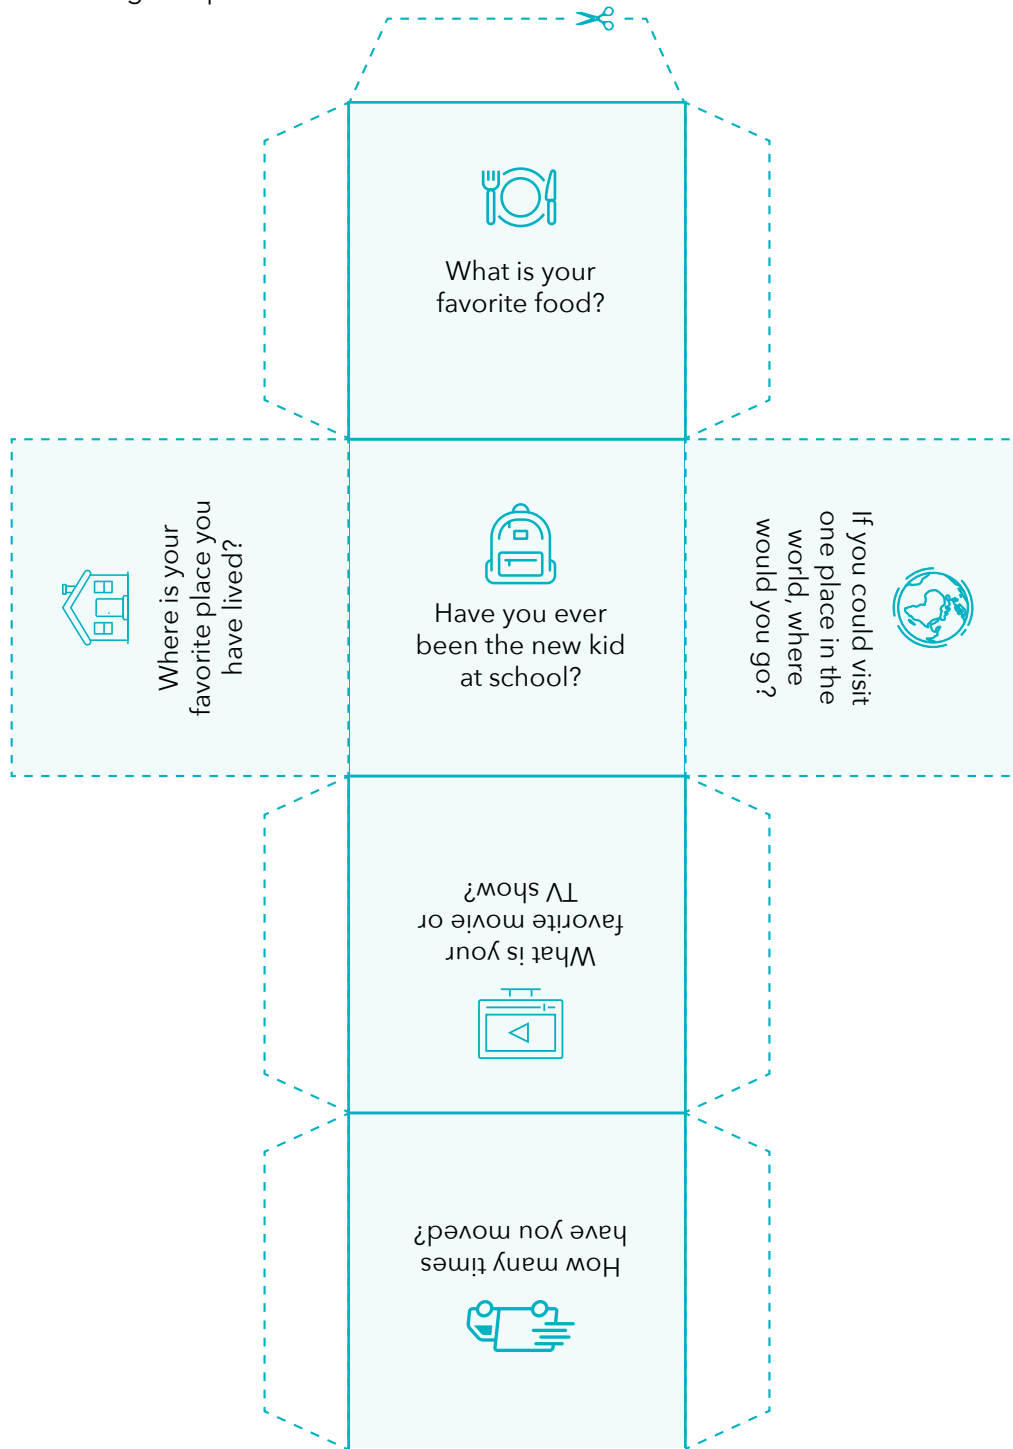 What is your
favorite food?
Where is your
favorite place you
have lived?
Have you ever
been the new kid
at school?
If you could visit
one place in the
world, where
would you go?
What is your
favorite movie or
TV show?
How many times
have you moved?